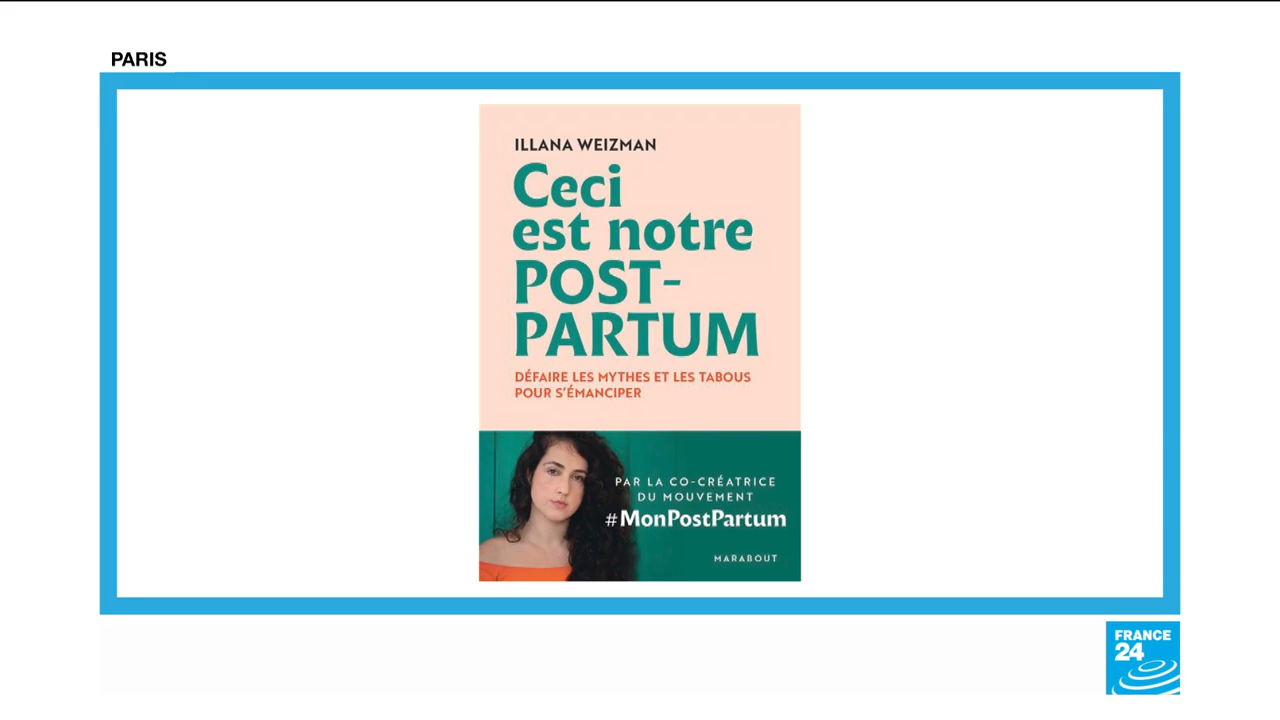 PARIS
ILLANA WEIZMAN
Ceci
est notre
POST-
PARTUM
DÉFAIRE LES MYTHES ET LES TABOUS
POUR S'ÉMANCIPER
PAR LA CO-CRÉATRICE
DU MOUVEMENT
#MonPostPartum
MARABOUT
FRANCE
24